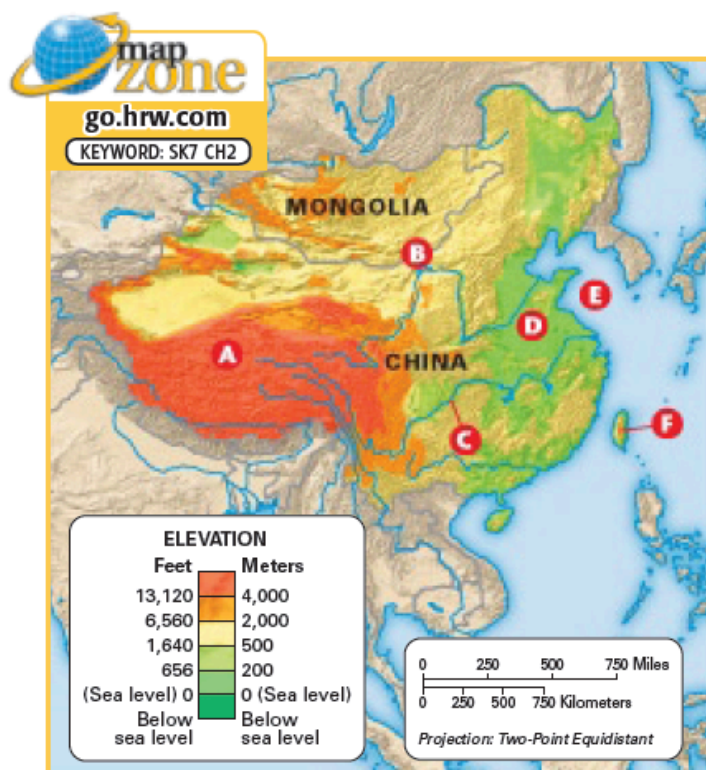 map
zone
go.hrw.com
KEYWORD: SK7 CH2
MONGOLIA
B
E
D
A
CHINA
C
F
ELEVATION
Feet Meters
13,120 4,000
6,560 2,000
1,640 500
656 200
(Sea level) 0 0 (Sea level)
Below Below
sea level sea level
0 250 500 750 Miles
0 250 500 750 Kilometers
Projection: Two-Point Equidistant